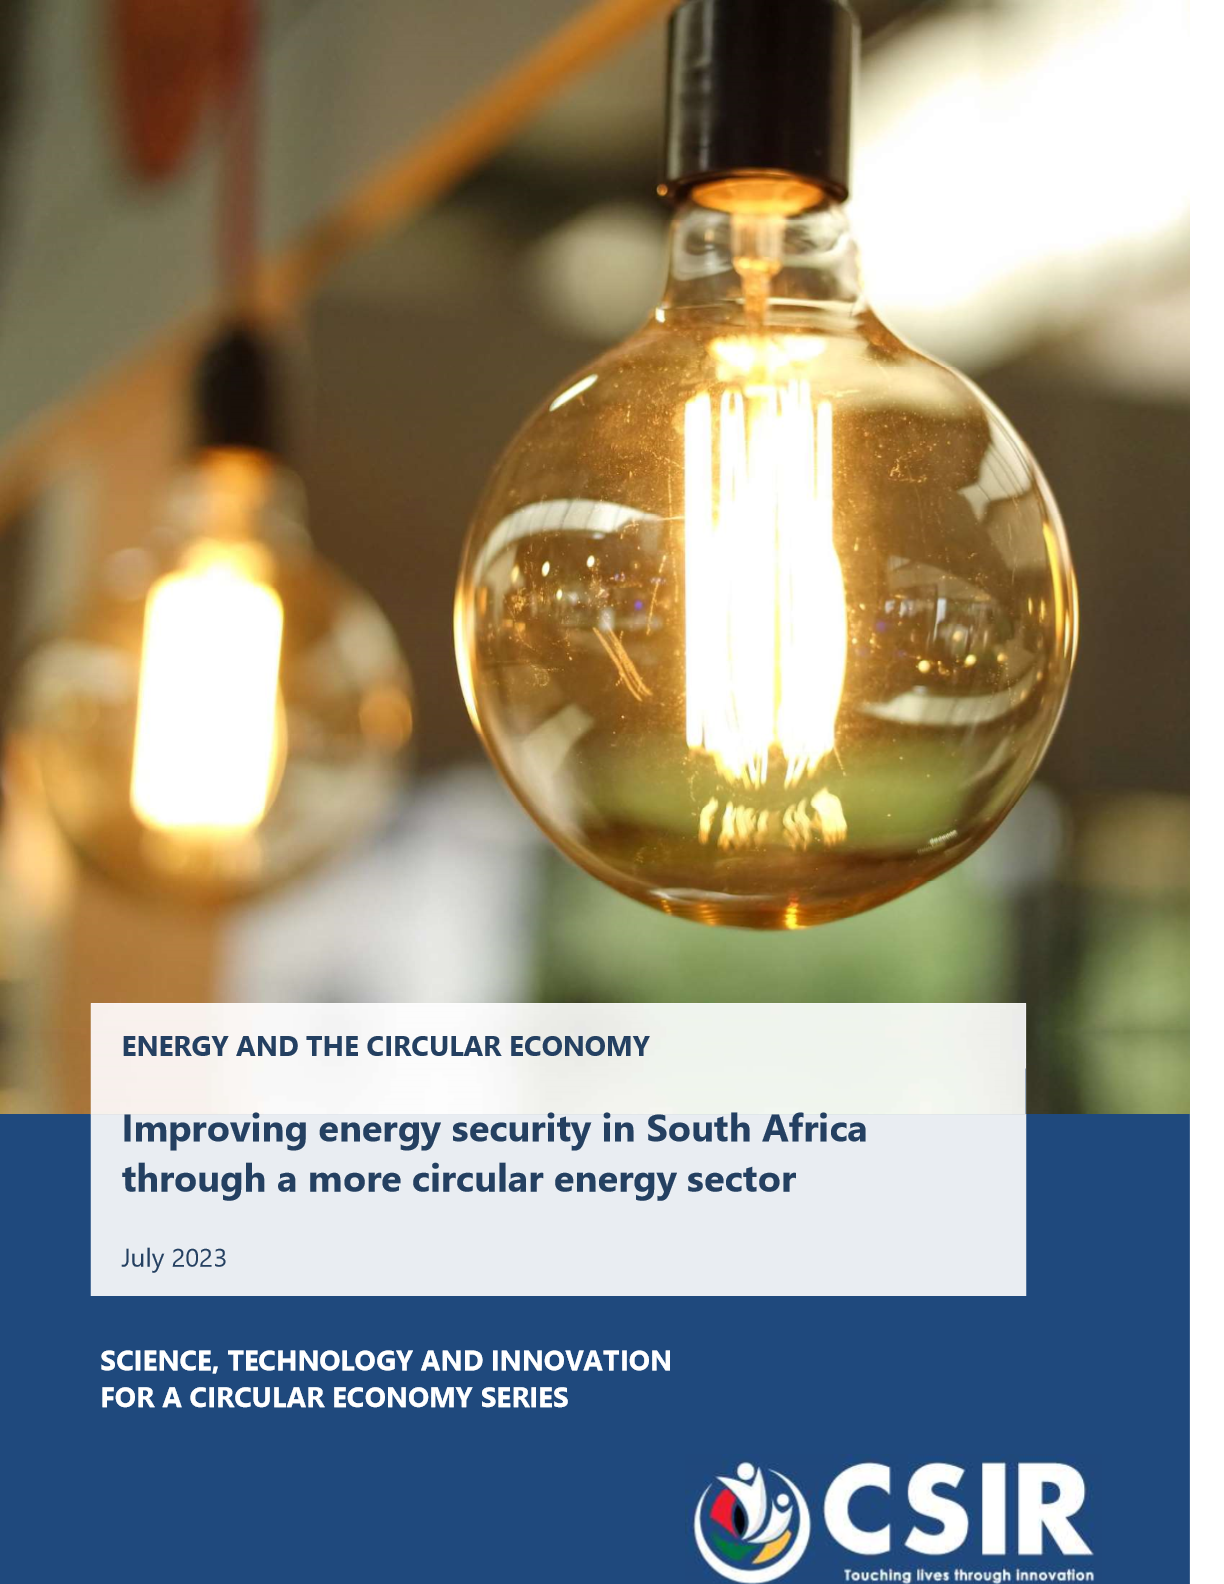 ENERGY AND THE CIRCULAR ECONOMY
Improving energy security in South Africa
through a more circular energy sector
July 2023
SCIENCE, TECHNOLOGY AND INNOVATION
FOR A CIRCULAR ECONOMY SERIES
CSIR
Touching lives through innovation